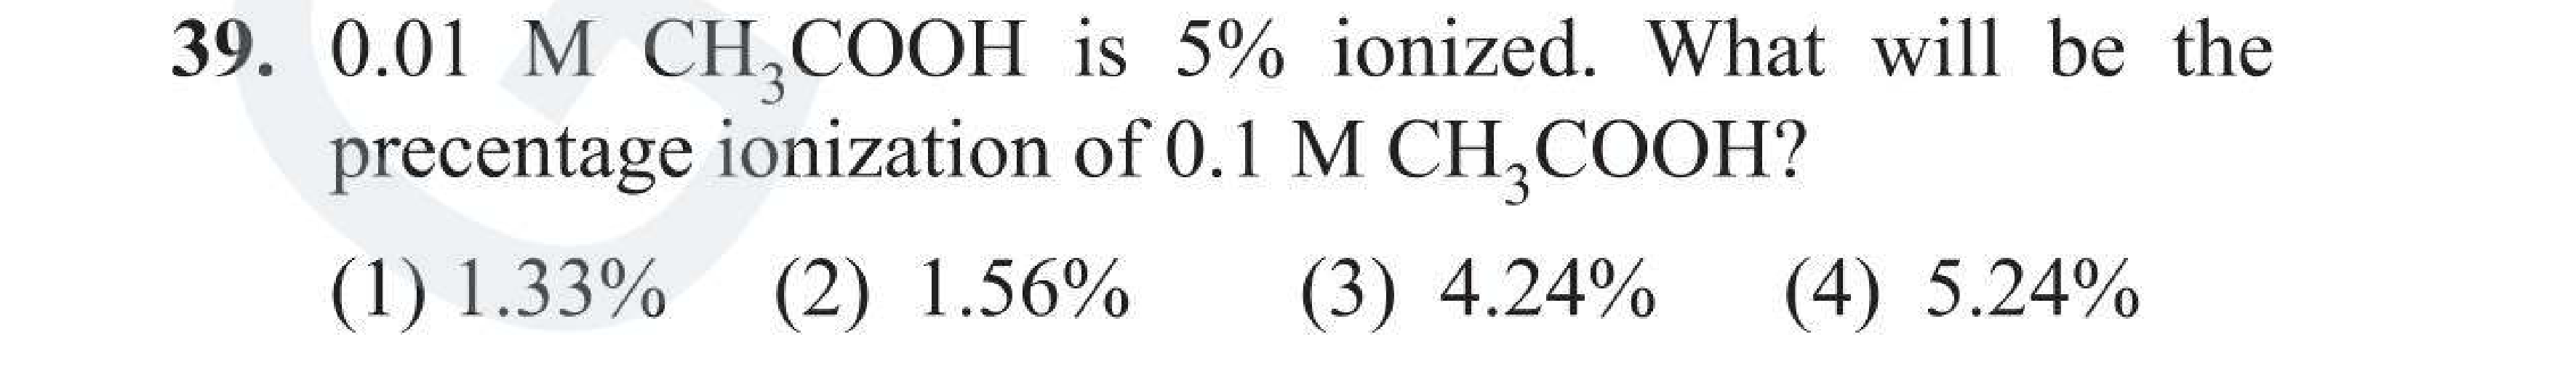 39. 0.01 M CH₃COOH is 5% ionized. What will be the
precentage ionization of 0.1 M CH₃COOH?
(1) 1.33% (2) 1.56% (3) 4.24% (4) 5.24%